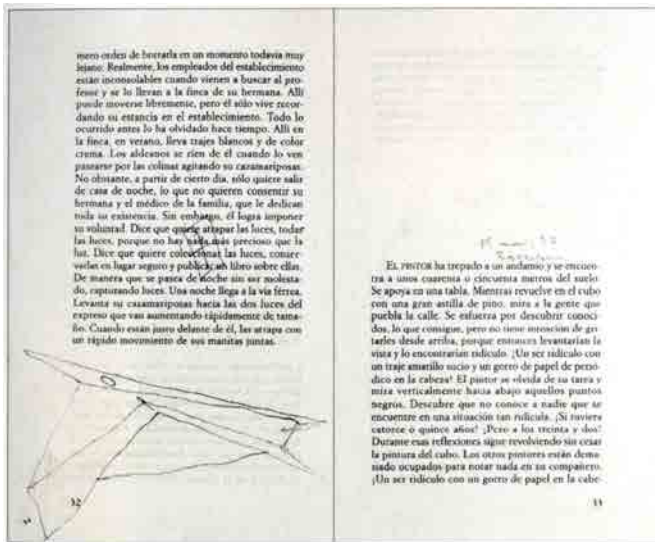 mero orden de borrarla en un momento todavía muy
lejano. Realmente, los empleados del establecimiento
están inconsolables cuando vienen a buscar al pro-
fesor y se lo llevan a la finca de su hermana. Allí
puede moverse libremente, pero él sólo vive recor-
dando su estancia en el establecimiento. Todo lo
ocurrido antes lo ha olvidado hace tiempo. Allí en
la finca, en verano, lleva trajes blancos y de color
crema. Los aldeanos se ríen de él cuando lo ven
pasearse por las colinas agitando su cazamariposas.
No obstante, a partir de cierto día, sólo quiere salir
de casa de noche, lo que no quieren consentir su
hermana y el médico de la familia, que le dedican
toda su existencia. Sin embargo, él logra imponer
su voluntad. Dice que quiere atrapar las luces, todas
las luces, porque no hay nada más precioso que la
luz. Dice que quiere coleccionar las luces, conser-
varlas en lugar seguro y publicar un libro sobre ellas.
De manera que se pasea de noche sin ser molesta-
do, capturando luces. Una noche llega a la vía férrea.
Levanta su cazamariposas hacia las dos luces del
expreso que van aumentando rápidamente de tama-
ño. Cuando están justo delante de él, las atrapa con
un rápido movimiento de sus manitas juntas.
32
EL PINTOR ha trepado a un andamio y se encuen-
tra a unos cuarenta o cincuenta metros del suelo.
Se apoya en una tabla. Mientras revuelve en el cubo
con una gran astilla de pino, mira a la gente que
puebla la calle. Se esfuerza por descubrir conoci-
dos, lo que consigue, pero no tiene intención de gri-
tarles desde arriba, porque entonces levantarían la
vista y lo encontrarían ridículo. ¡Un ser ridículo con
un traje amarillo sucio y un gorro de papel de perió-
dico en la cabeza! El pintor se olvida de su tarea y
mira verticalmente hacia abajo aquellos puntos
negros. Descubre que no conoce a nadie que se
encuentre en una situación tan ridícula. ¡Si tuviera
catorce o quince años! ¡Pero a los treinta y dos!
Durante esas reflexiones sigue revolviendo sin cesar
la pintura del cubo. Los otros pintores están dema-
siado ocupados para notar nada en su compañero.
¡Un ser ridículo con un gorro de papel en la cabe-
33